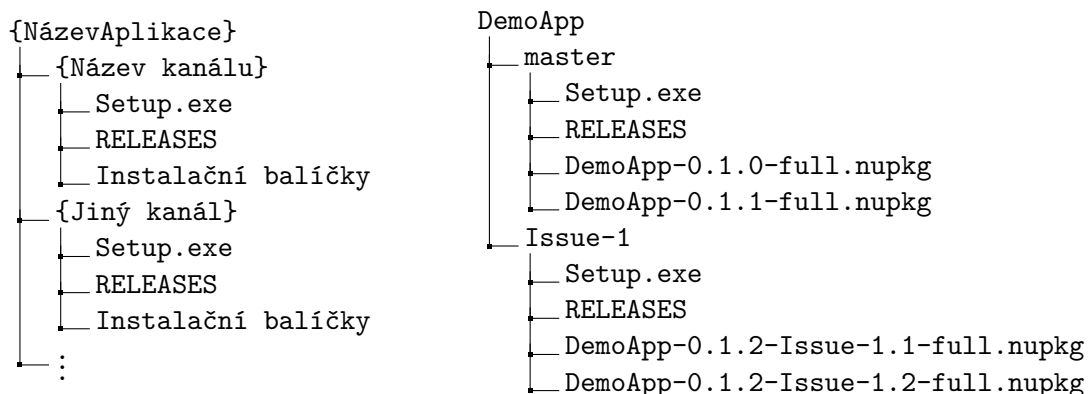 {NázevAplikace}
{Název kanálu}
Setup.exe
RELEASES
Instalační balíčky
{Jiný kanál}
Setup.exe
RELEASES
Instalační balíčky
⋮
DemoApp
master
Setup.exe
RELEASES
DemoApp-0.1.0-full.nupkg
DemoApp-0.1.1-full.nupkg
Issue-1
Setup.exe
RELEASES
DemoApp-0.1.2-Issue-1.1-full.nupkg
DemoApp-0.1.2-Issue-1.2-full.nupkg